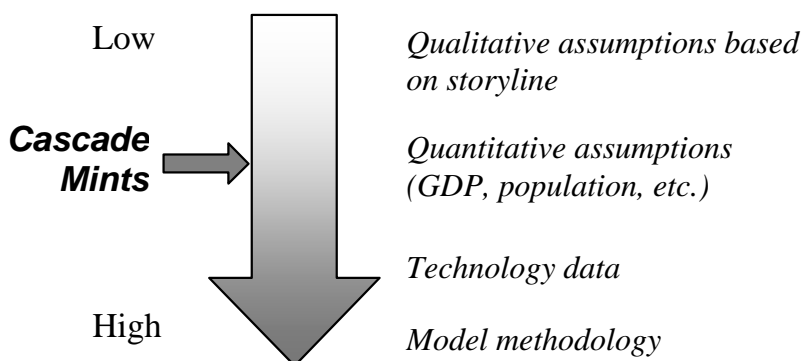 Low
Qualitative assumptions based
on storyline
Cascade
Mints
Quantitative assumptions
(GDP, population, etc.)
Technology data
High
Model methodology